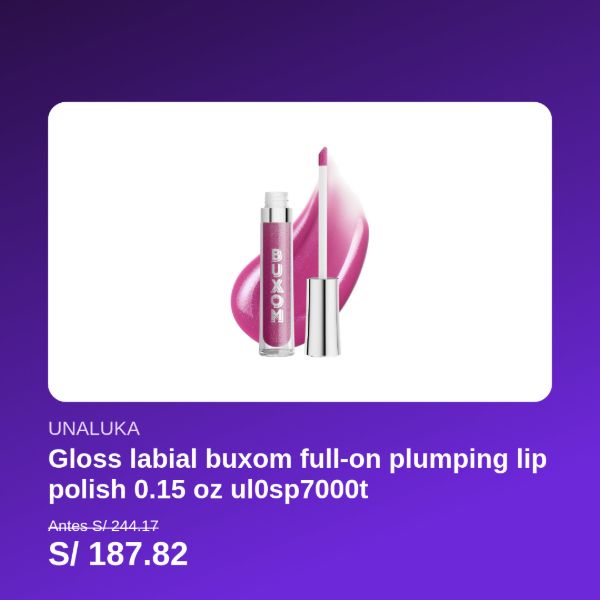 BUXOM
UNALUKA
Gloss labial buxom full-on plumping lip
polish 0.15 oz ul0sp7000t
Antes S/ 244.17
S/ 187.82